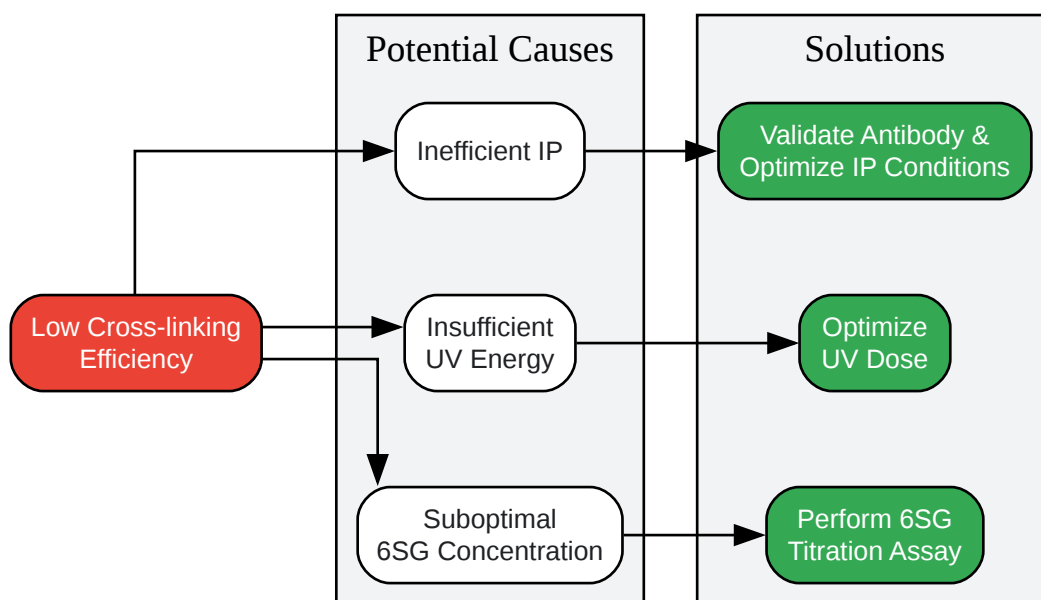 Potential Causes
Solutions
Inefficient IP
Validate Antibody &
Optimize IP Conditions
Low Cross-linking
Efficiency
Insufficient
UV Energy
Optimize
UV Dose
Suboptimal
6SG Concentration
Perform 6SG
Titration Assay